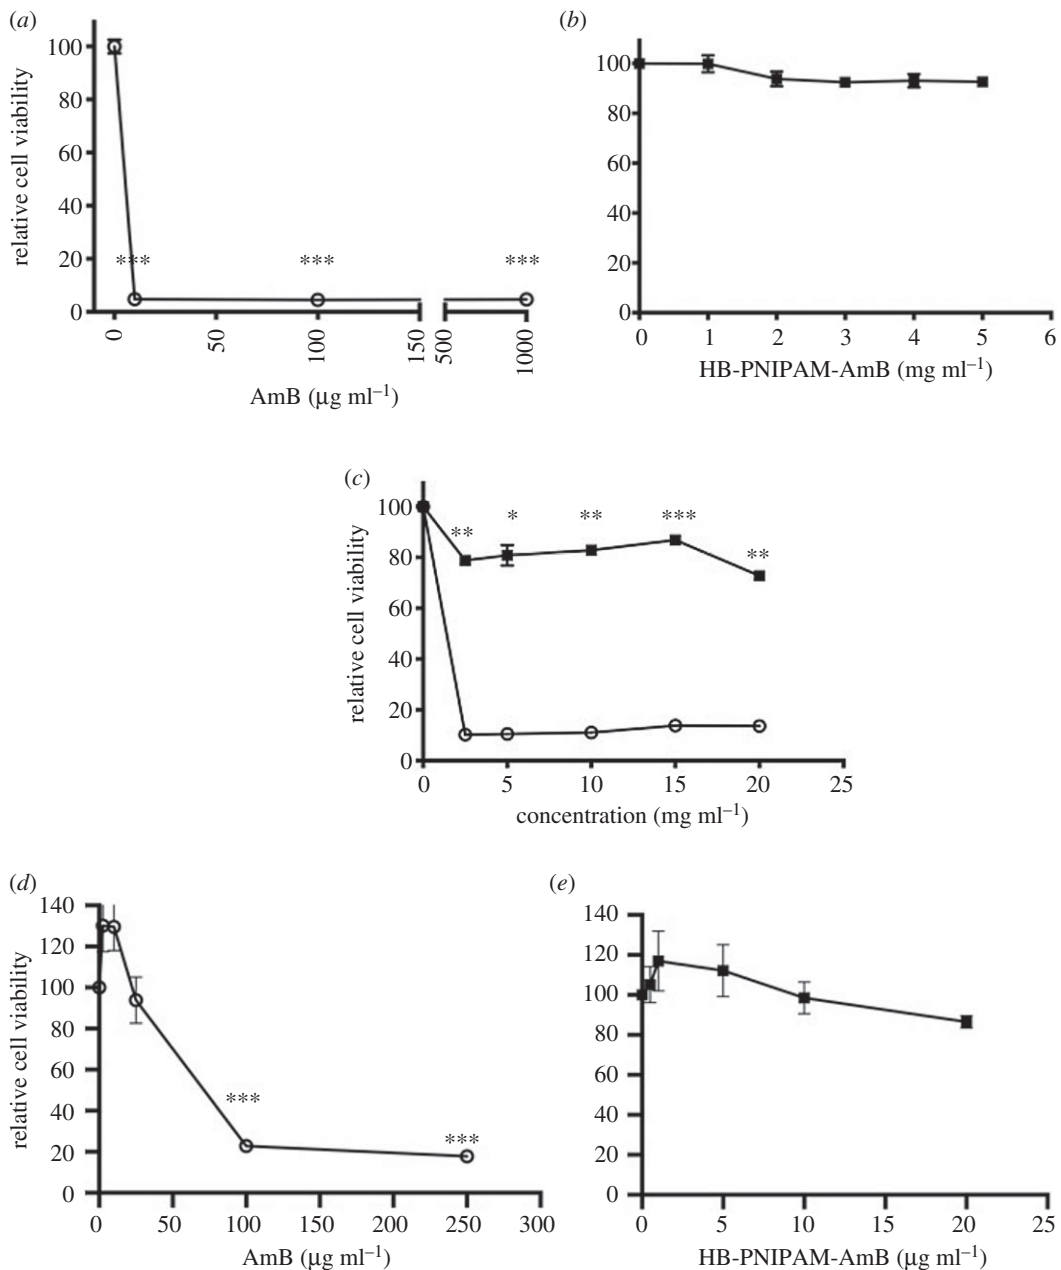 (a)
relative cell viability
100
80
60
40
20
0
*** *** ***
0 50 100 150 500 1000
AmB (µg ml–1)
(b)
100
80
60
40
20
0
0 1 2 3 4 5 6
HB-PNIPAM-AmB (mg ml–1)
(c)
relative cell viability
100
80
60
40
20
0
** * ** *** **
0 5 10 15 20 25
concentration (mg ml–1)
(d)
relative cell viability
140
120
100
80
60
40
20
0
*** ***
0 50 100 150 200 250 300
AmB (µg ml–1)
(e)
140
120
100
80
60
40
20
0
0 5 10 15 20 25
HB-PNIPAM-AmB (µg ml–1)